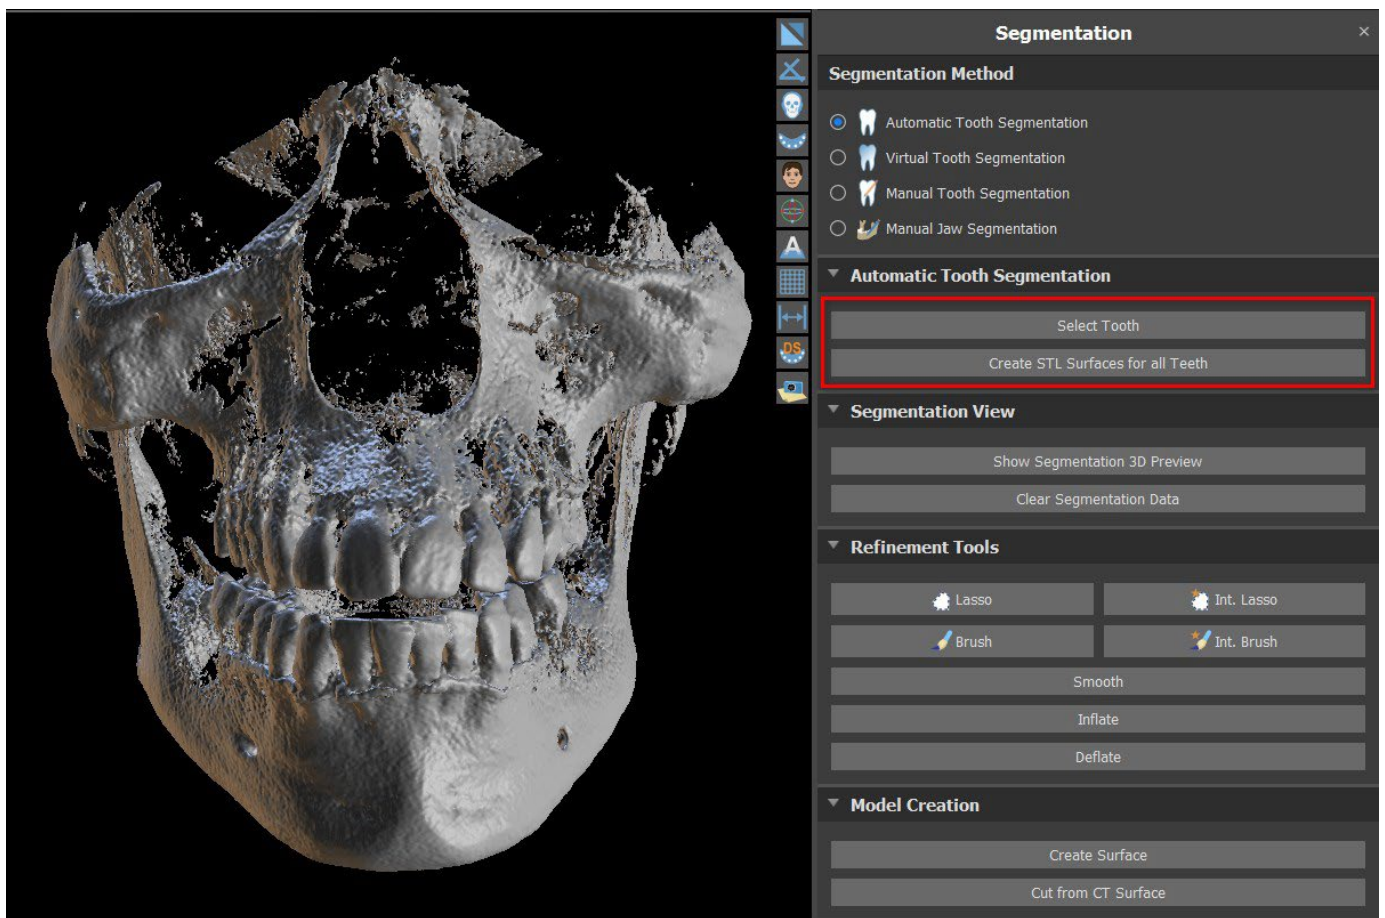 Segmentation ×
Segmentation Method
Automatic Tooth Segmentation
Virtual Tooth Segmentation
Manual Tooth Segmentation
Manual Jaw Segmentation
Automatic Tooth Segmentation
Select Tooth
Create STL Surfaces for all Teeth
Segmentation View
Show Segmentation 3D Preview
Clear Segmentation Data
Refinement Tools
Lasso Int. Lasso
Brush Int. Brush
Smooth
Inflate
Deflate
Model Creation
Create Surface
Cut from CT Surface
A
DS